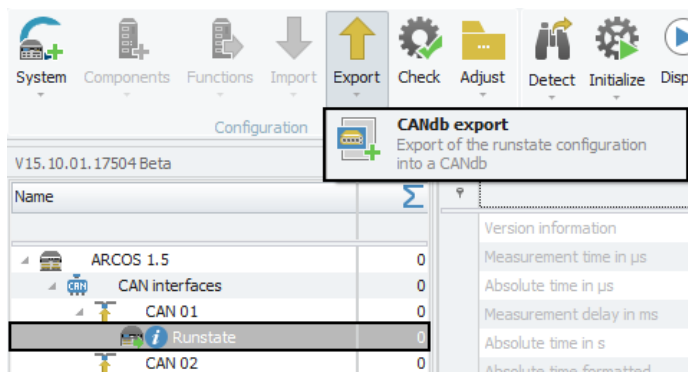 System Components Functions Import Export Check Adjust Detect Initialize Disp
Configuration
CANdb export
Export of the runstate configuration
into a CANdb
V15.10.01.17504 Beta
Name Σ
Version information
ARCOS 1.5 0
Measurement time in µs
CAN interfaces 0
Absolute time in µs
CAN 01 0
Measurement delay in ms
Runstate 0
Absolute time in s
CAN 02 0
Absolute time formatted